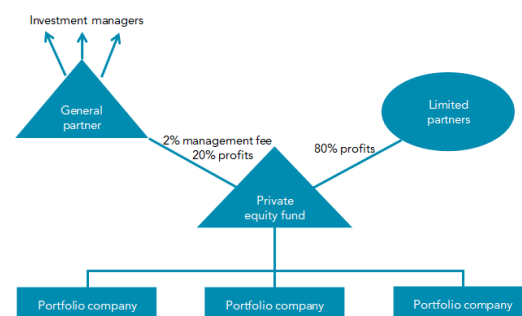 Investment managers
General
partner
Limited
partners
2% management fee
20% profits
80% profits
Private
equity fund
Portfolio company
Portfolio company
Portfolio company